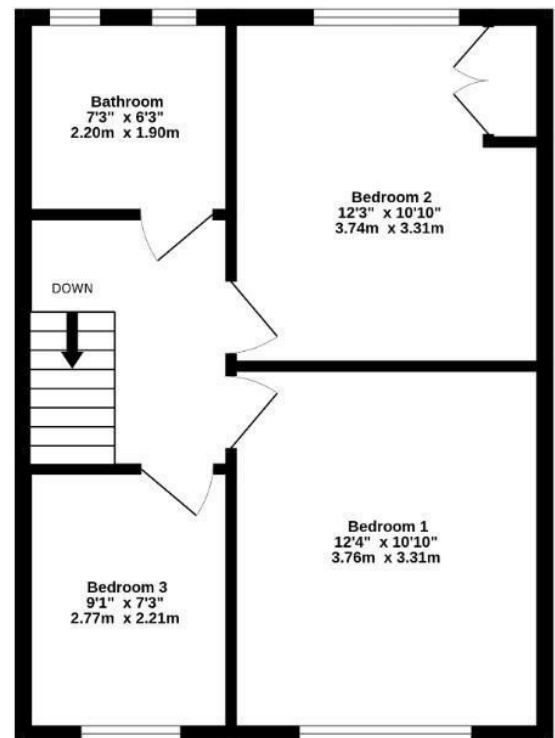 Bathroom
7'3" x 6'3"
2.20m x 1.90m
Bedroom 2
12'3" x 10'10"
3.74m x 3.31m
DOWN
Bedroom 1
12'4" x 10'10"
3.76m x 3.31m
Bedroom 3
9'1" x 7'3"
2.77m x 2.21m